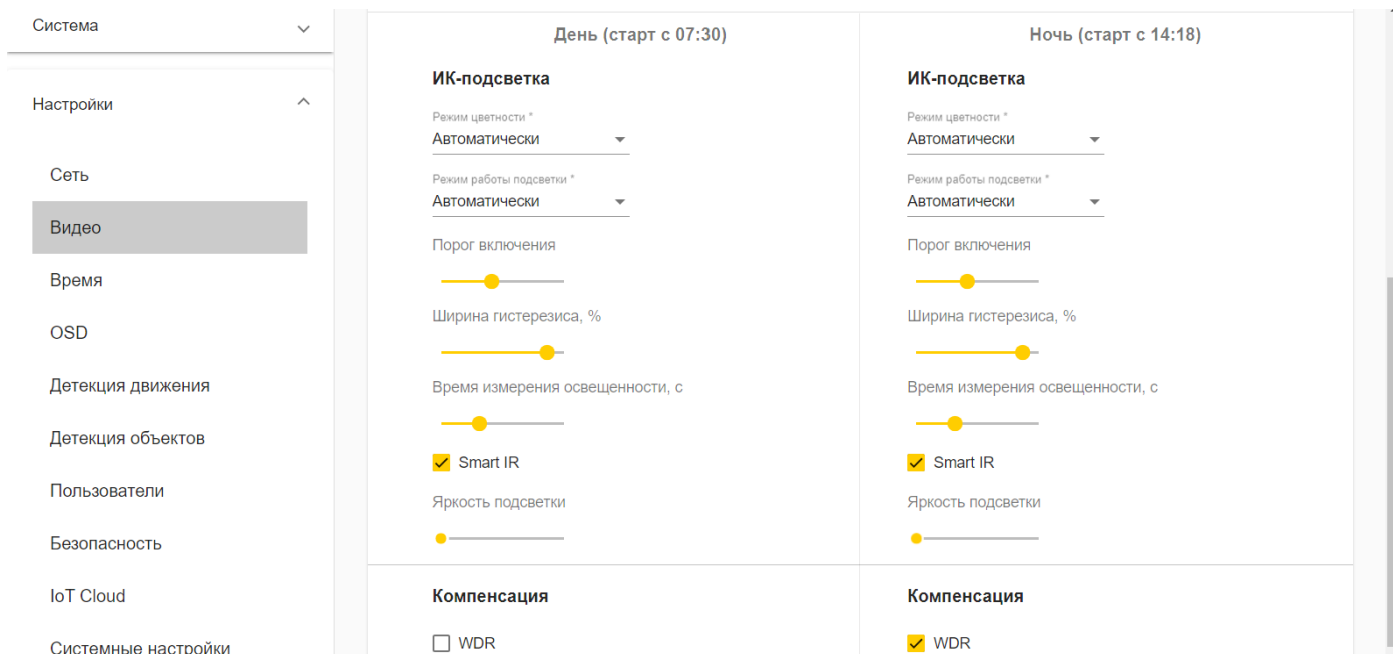 Система
Настройки
Сеть
Видео
Время
OSD
Детекция движения
Детекция объектов
Пользователи
Безопасность
IoT Cloud
Системные настройки
День (старт с 07:30)
ИК-подсветка
Режим цветности *
Автоматически
Режим работы подсветки *
Автоматически
Порог включения
Ширина гистерезиса, %
Время измерения освещенности, с
Smart IR
Яркость подсветки
Компенсация
WDR
Ночь (старт с 14:18)
ИК-подсветка
Режим цветности *
Автоматически
Режим работы подсветки *
Автоматически
Порог включения
Ширина гистерезиса, %
Время измерения освещенности, с
Smart IR
Яркость подсветки
Компенсация
WDR